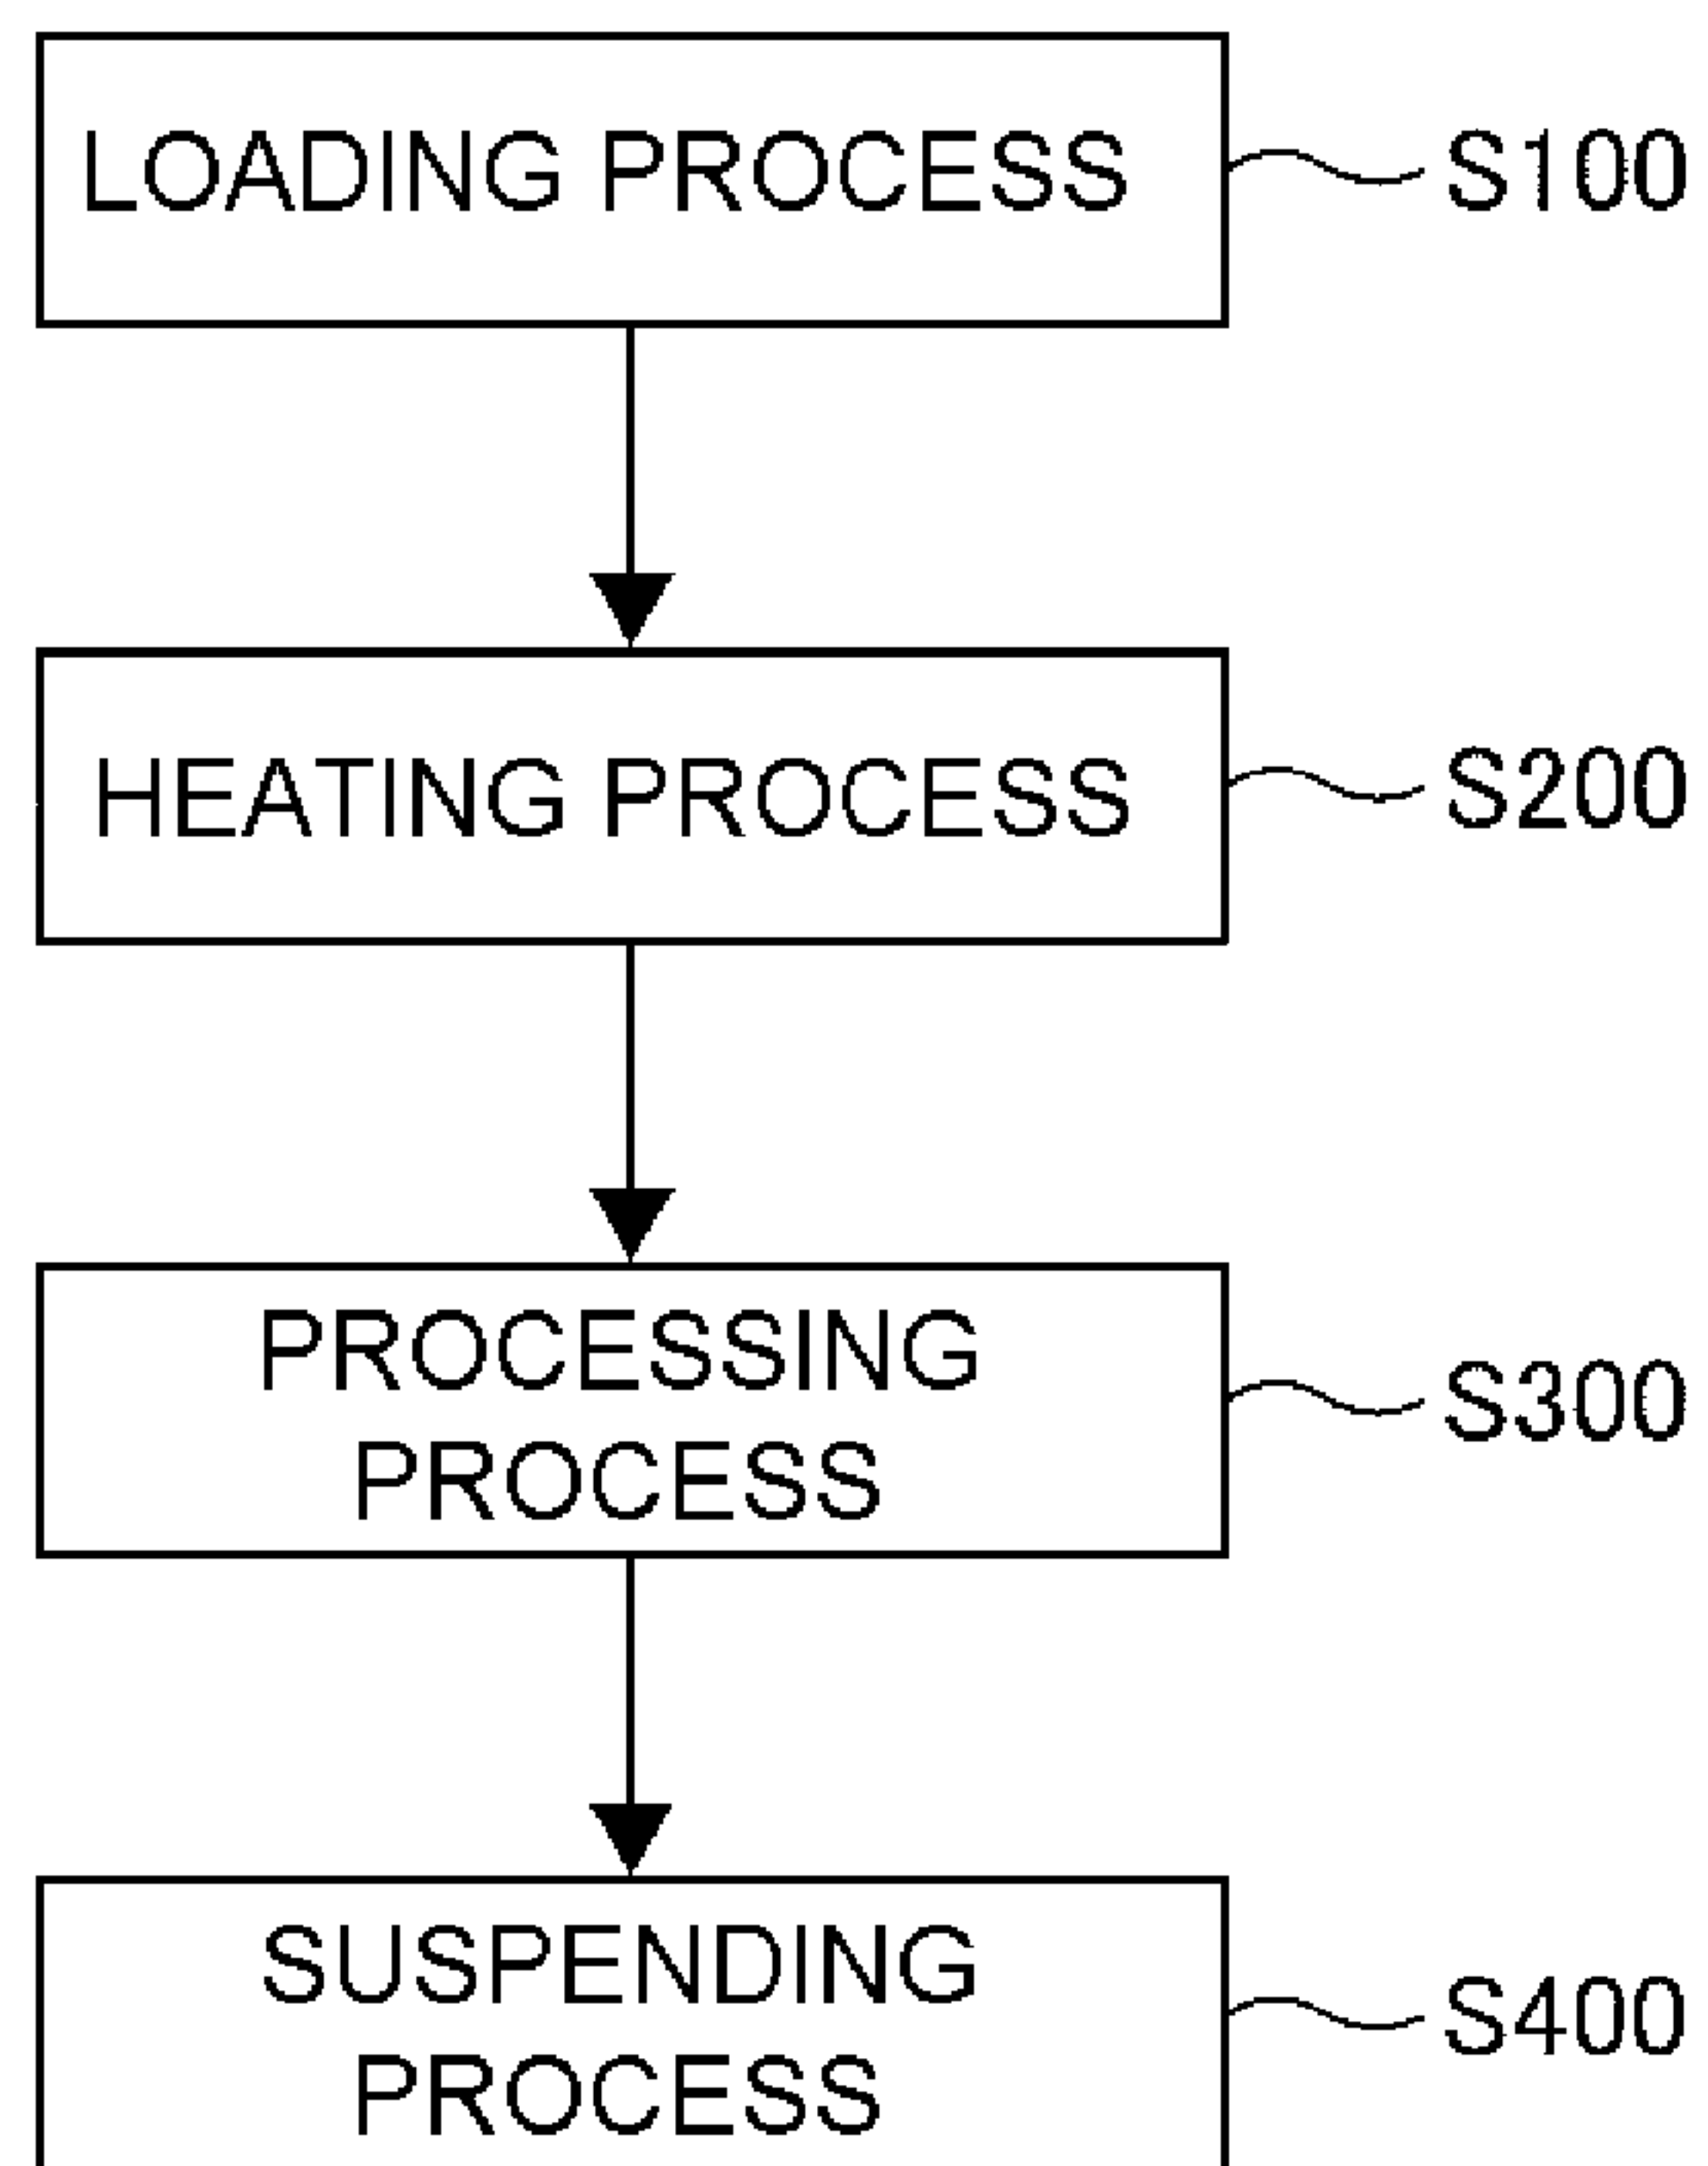 LOADING PROCESS
S100
HEATING PROCESS
S200
PROCESSING
PROCESS
S300
SUSPENDING
PROCESS
S400